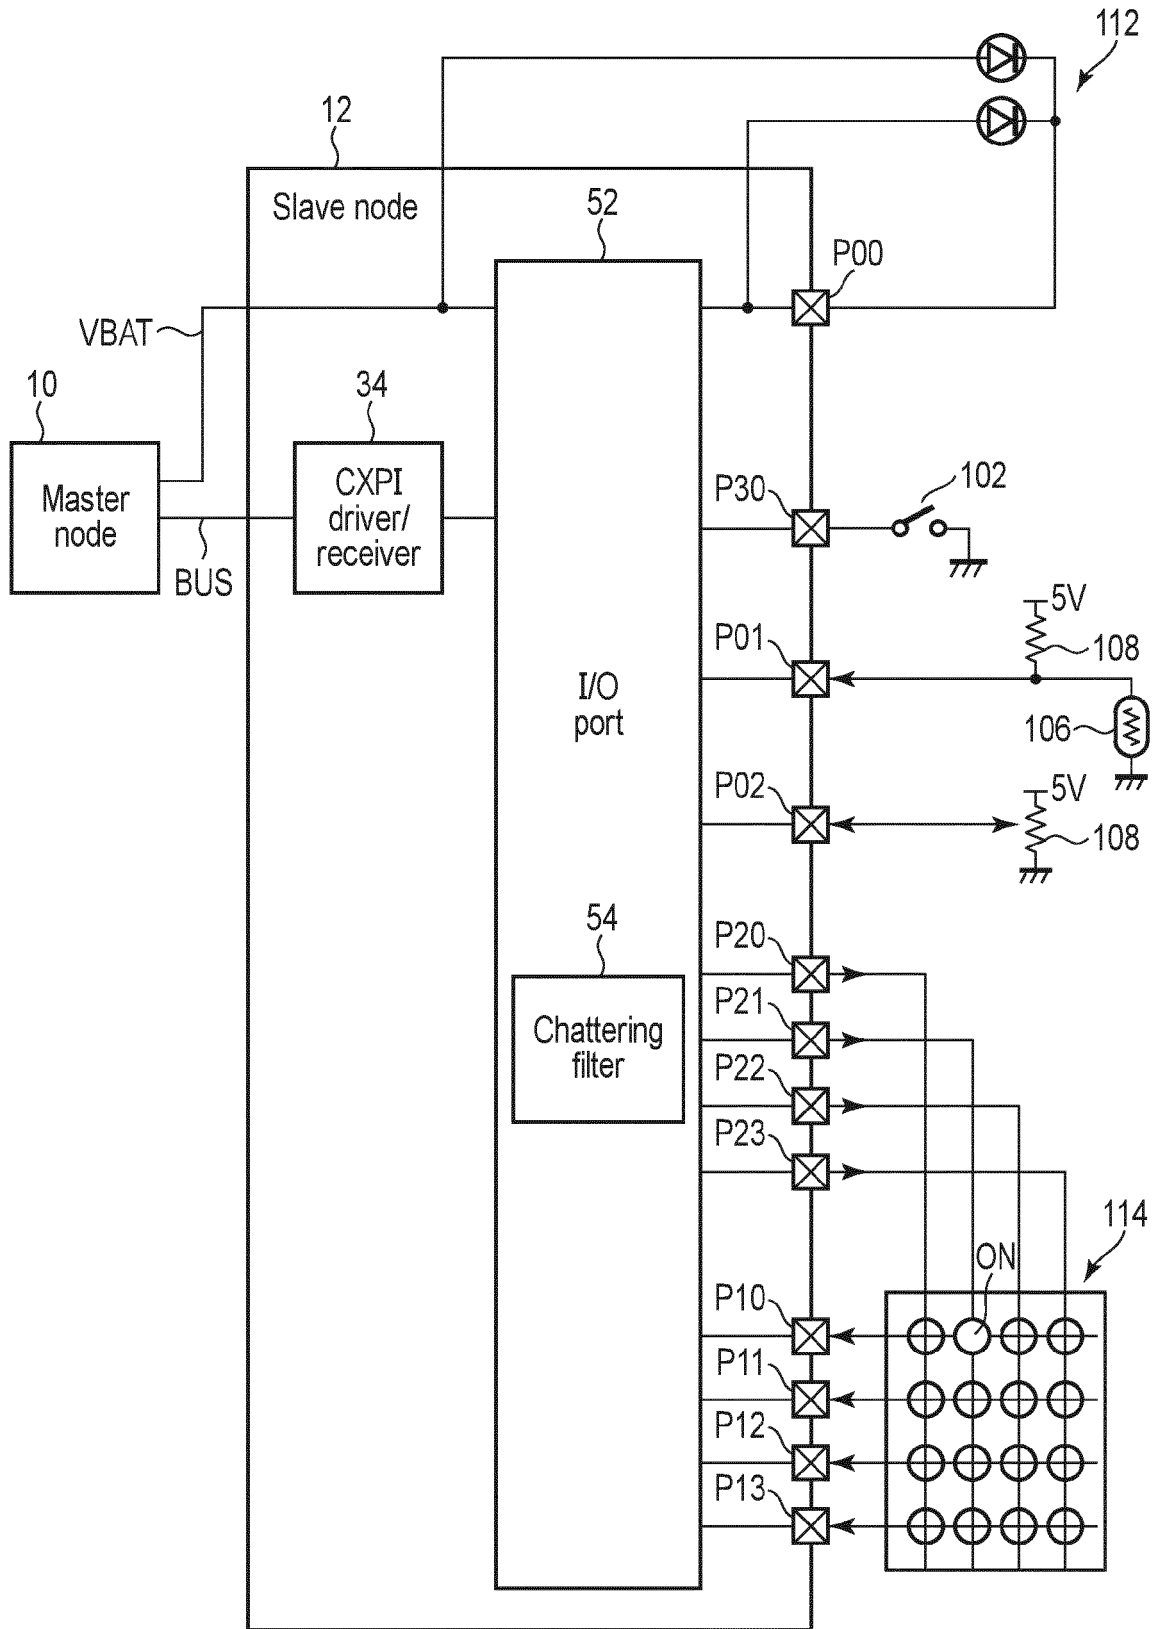 112
12
Slave node
52
P00
VBAT
10
34
Master
node
CXPI
driver/
receiver
BUS
P30
102
5V
108
P01
I/O
port
106
P02
5V
108
54
P20
Chattering
filter
P21
P22
P23
114
ON
P10
P11
P12
P13